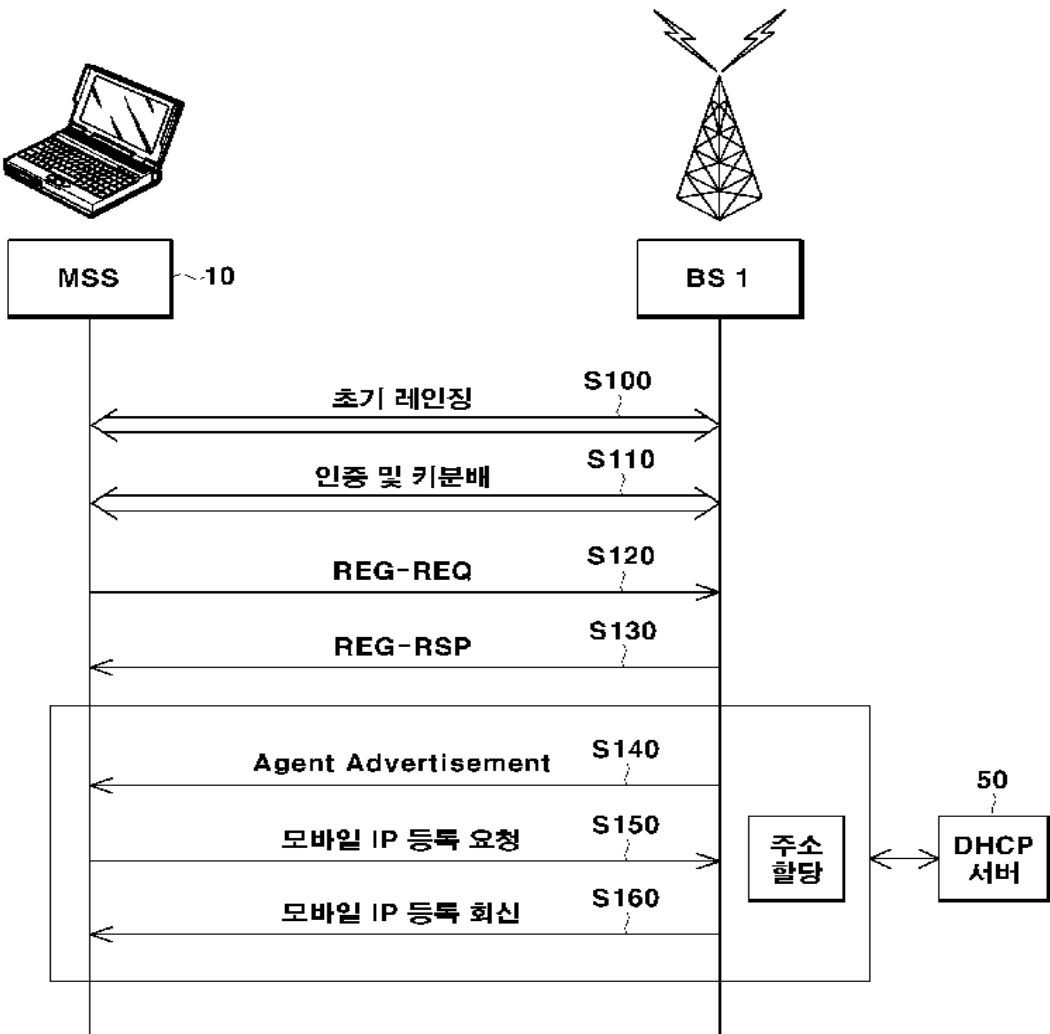 MSS
10
BS 1
초기 레인징
S100
인증 및 키분배
S110
REG-REQ
S120
REG-RSP
S130
Agent Advertisement
S140
모바일 IP 등록 요청
S150
모바일 IP 등록 회신
S160
주소
할당
50
DHCP
서버